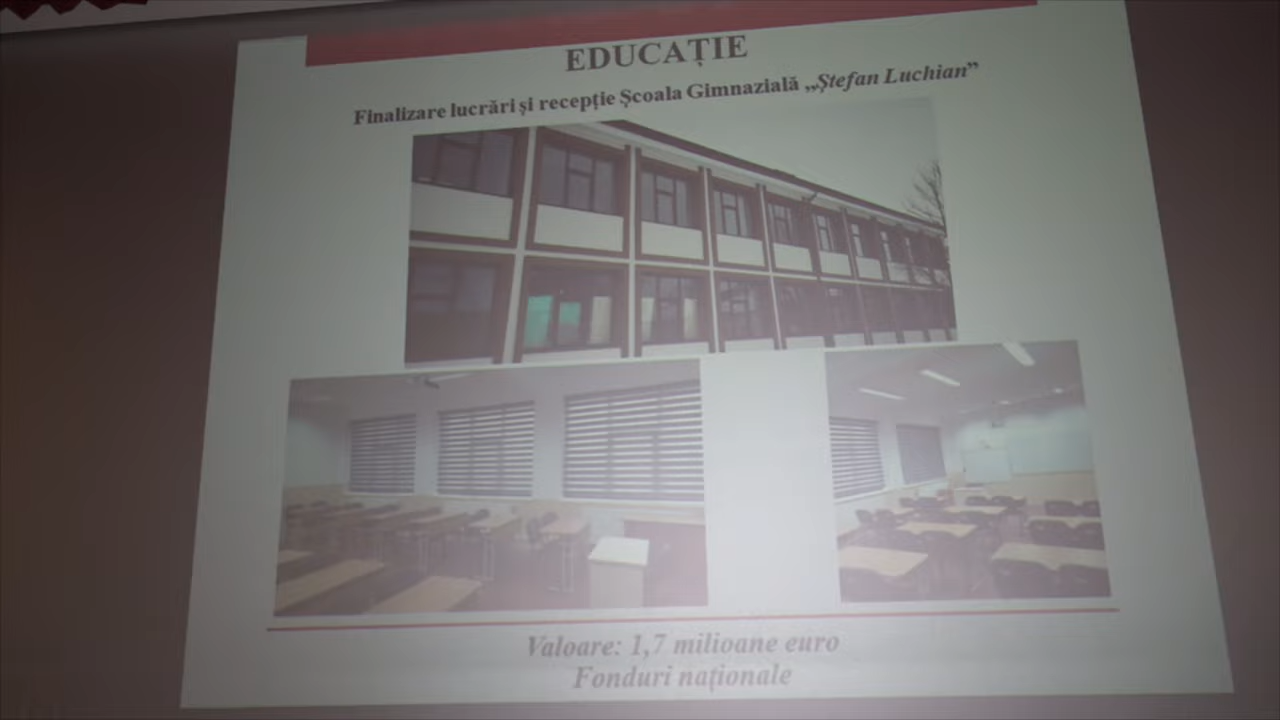 EDUCAȚIE
Finalizare lucrări și recepție Școala Gimnazială „Ștefan Luchian”
Valoare: 1,7 milioane euro
Fonduri naționale